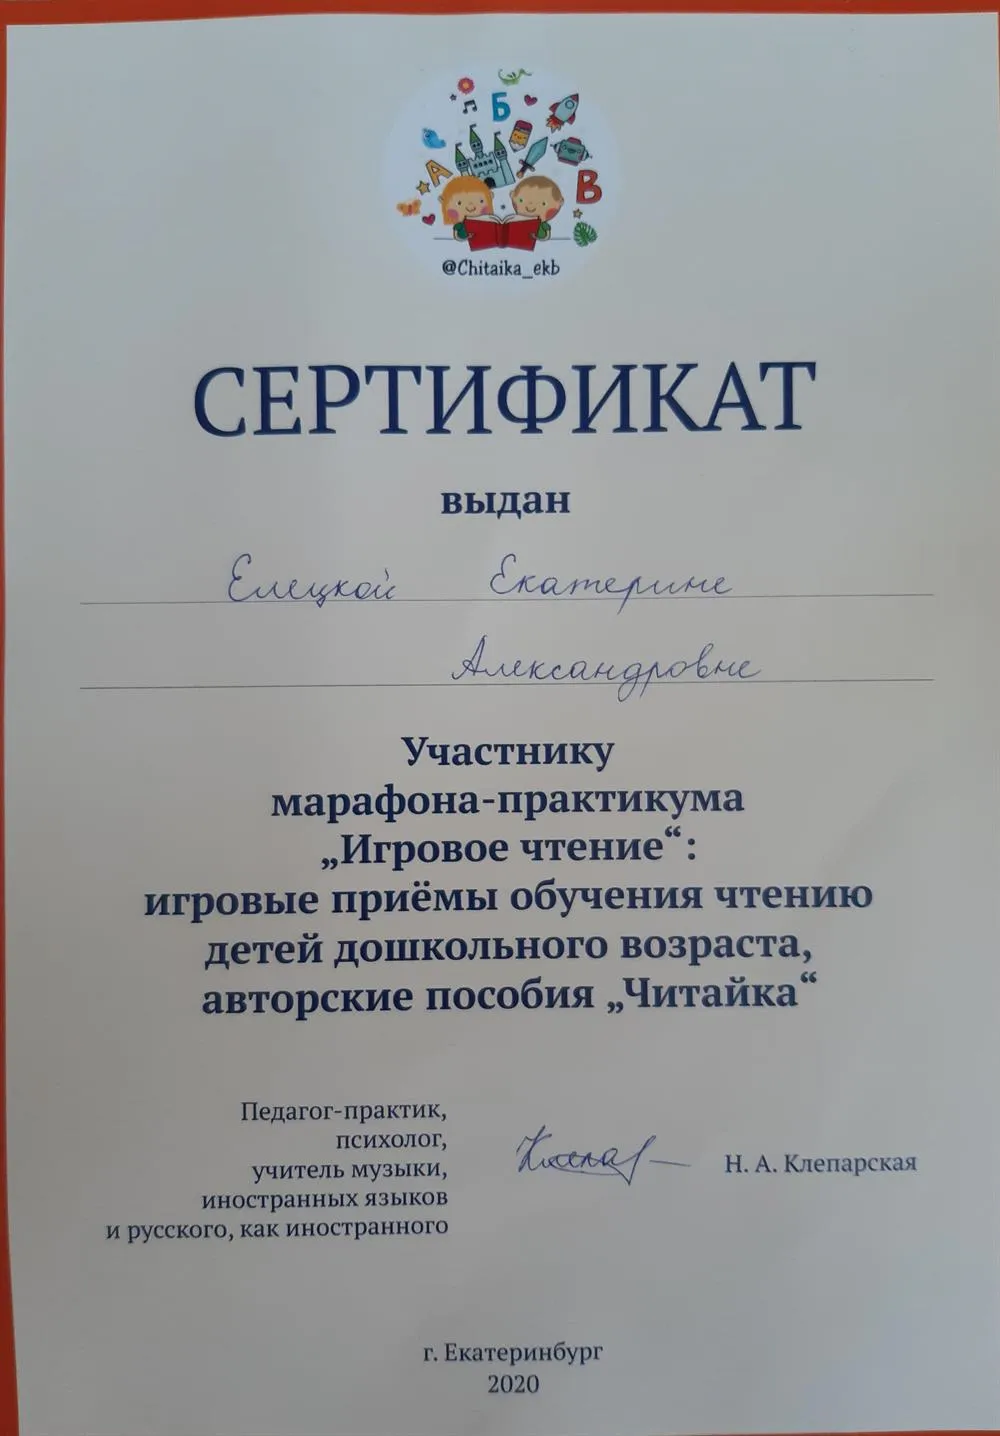 Б
А
В
@Chitaika_ekb
СЕРТИФИКАТ
выдан
Елецкой Екатерине
Александровне
Участнику
марафона-практикума
„Игровое чтение“:
игровые приёмы обучения чтению
детей дошкольного возраста,
авторские пособия „Читайка“
Педагог-практик,
психолог,
учитель музыки,
иностранных языков
и русского, как иностранного
Н. А. Клепарская
г. Екатеринбург
2020